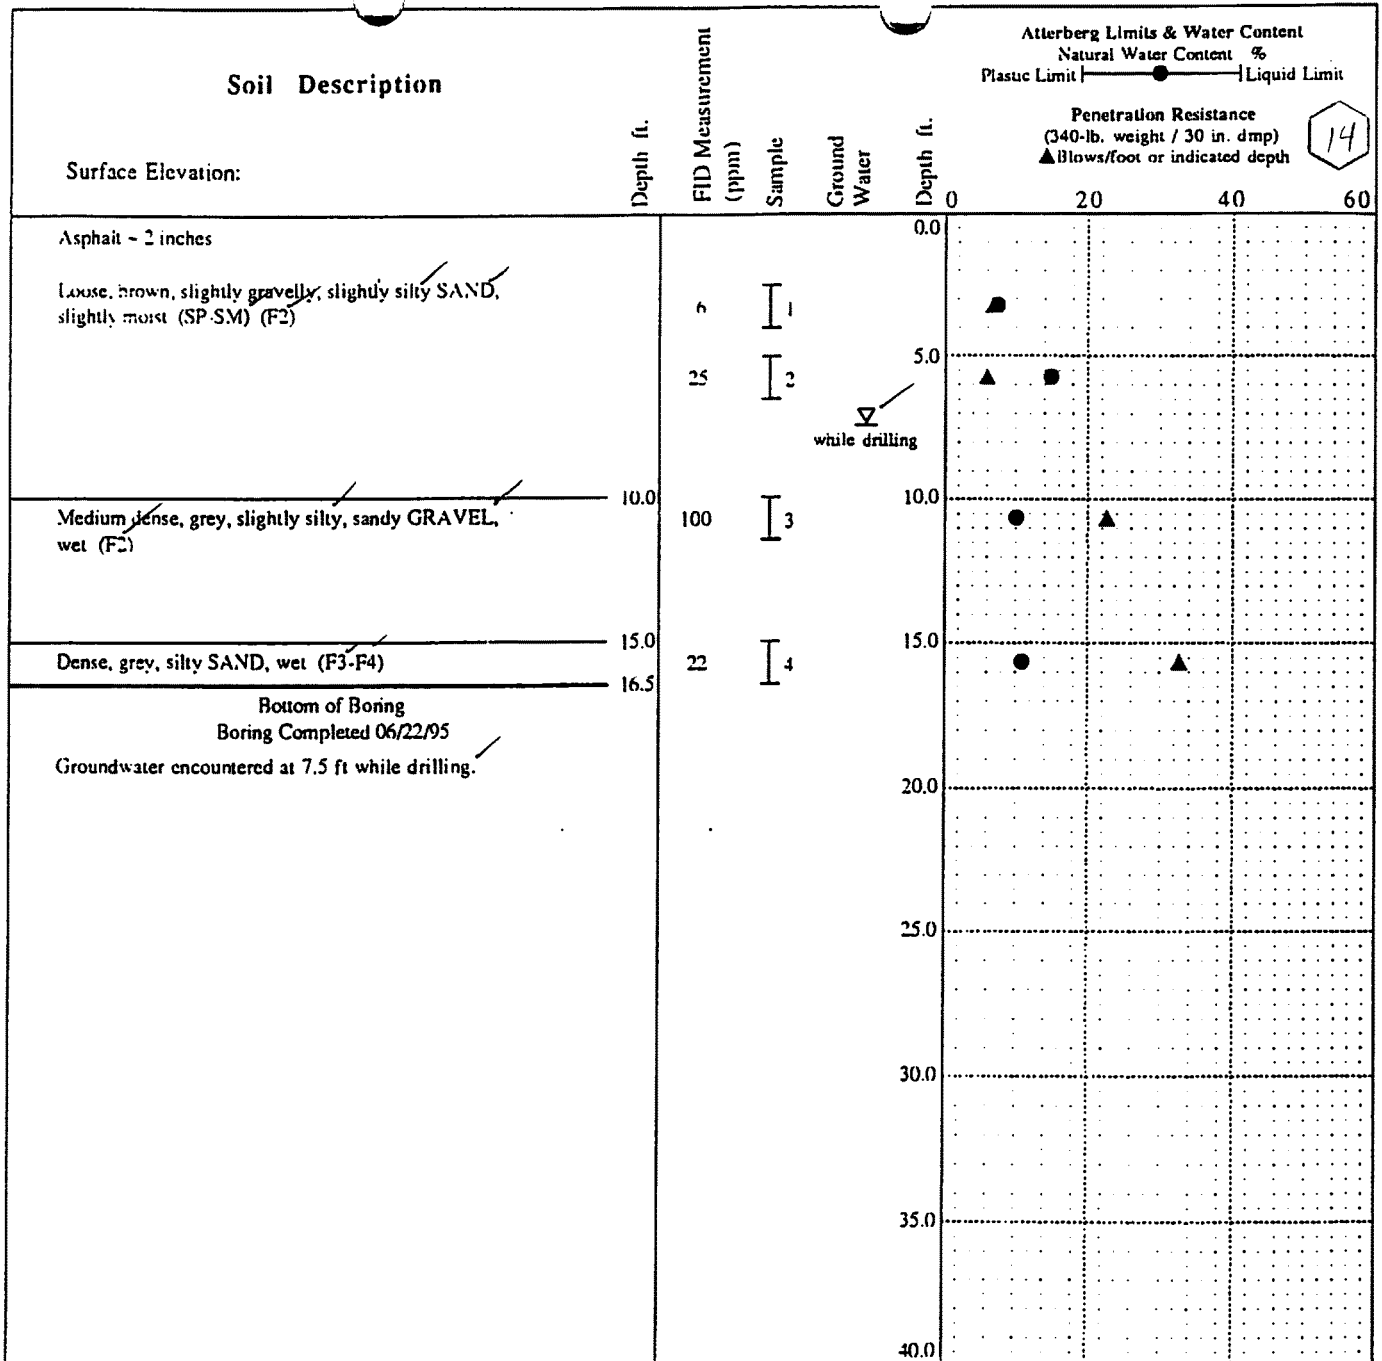 Soil Description
Surface Elevation:
Depth ft.
FID Measurement
(ppm)
Sample
Ground
Water
Depth ft.
Atterberg Limits & Water Content
Natural Water Content %
Plastic Limit Liquid Limit
Penetration Resistance
(340-lb. weight / 30 in. drop)
▲ Blows/foot or indicated depth
14
0 20 40 60
Asphalt ~ 2 inches
Loose, brown, slightly gravelly, slightly silty SAND,
slightly moist (SP-SM) (F2)
6 1
25 2
while drilling
10.0
Medium dense, grey, slightly silty, sandy GRAVEL,
wet (F2)
100 3
15.0
Dense, grey, silty SAND, wet (F3-F4)
22 4
16.5
Bottom of Boring
Boring Completed 06/22/95
Groundwater encountered at 7.5 ft while drilling.
0.0
5.0
10.0
15.0
20.0
25.0
30.0
35.0
40.0